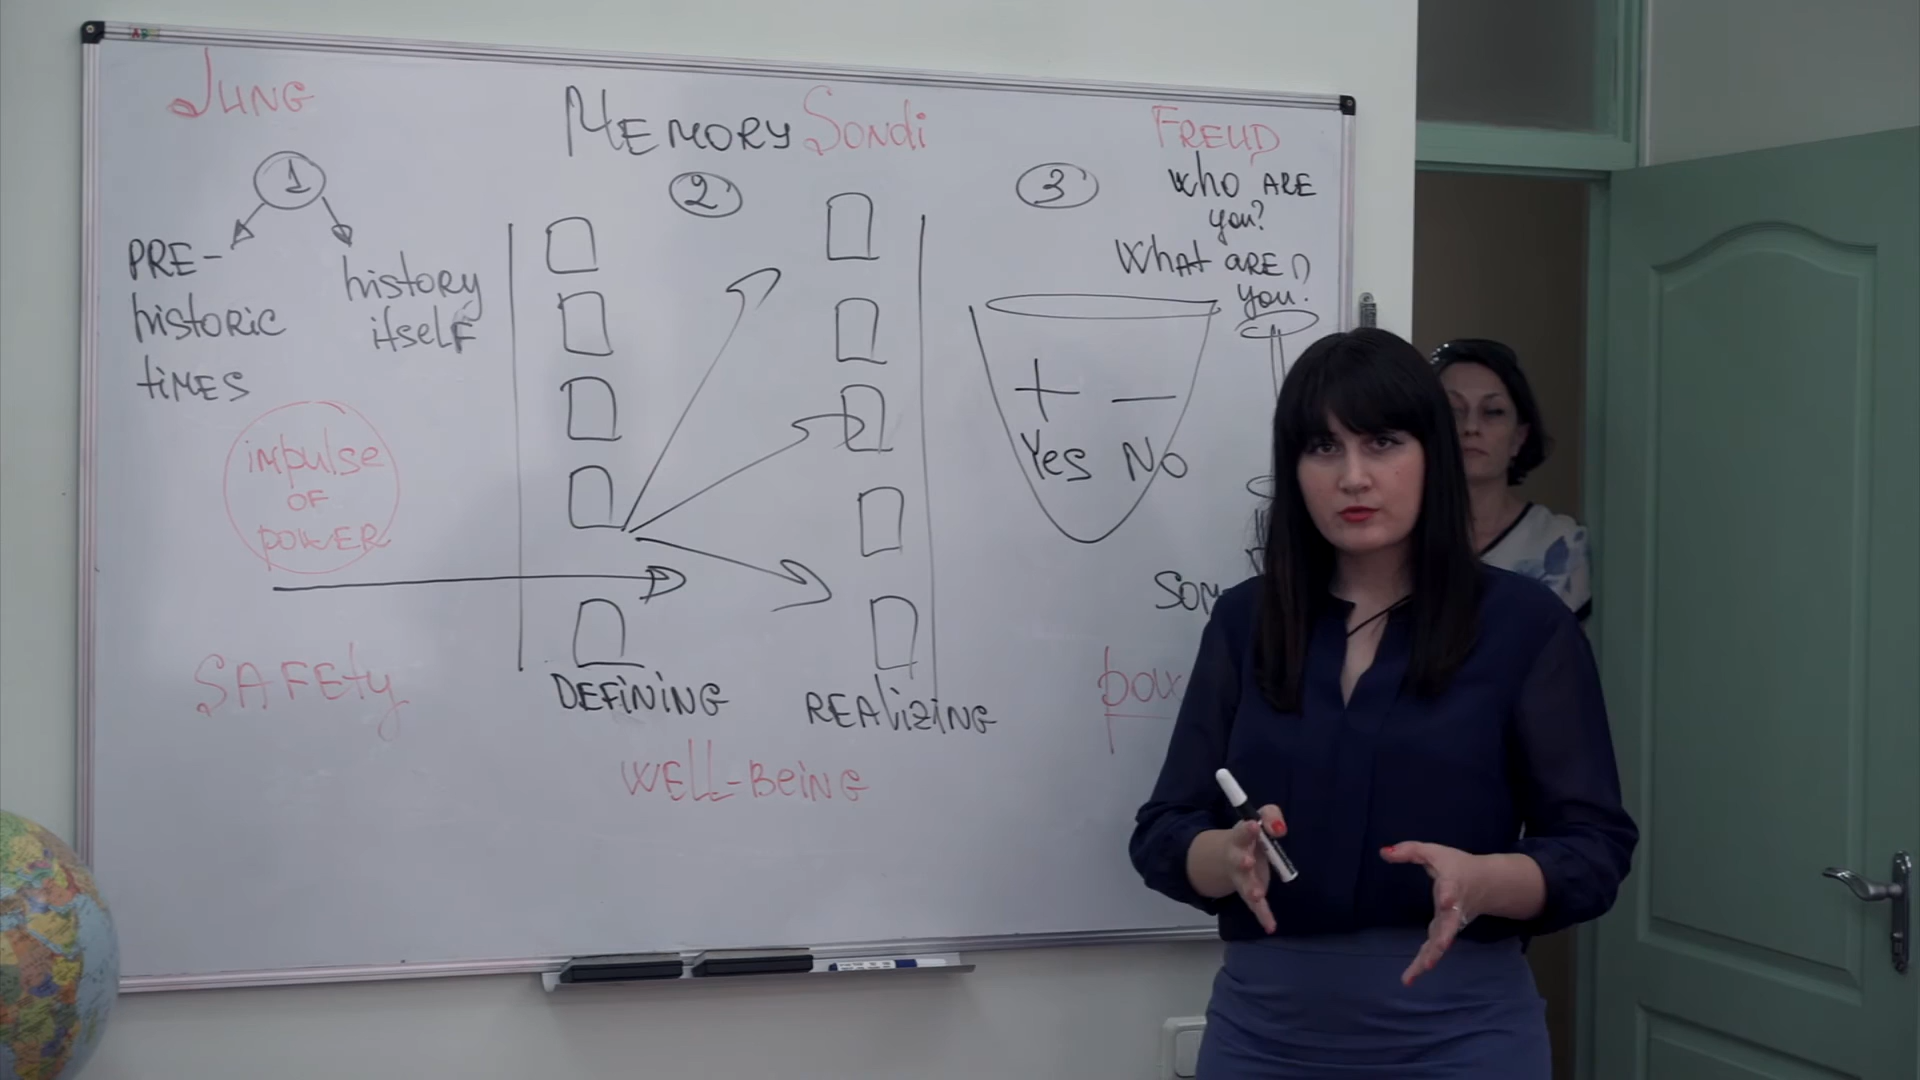 JUNG
MEMORY Sondi
FREUD
1
2
3
Who ARE
you?
What ARE
you?
PRE-
historic
times
history
itself
impulse
OF
POWER
+ -
Yes No
SAFEty
DEFINING
REALIZING
WELL-BEING